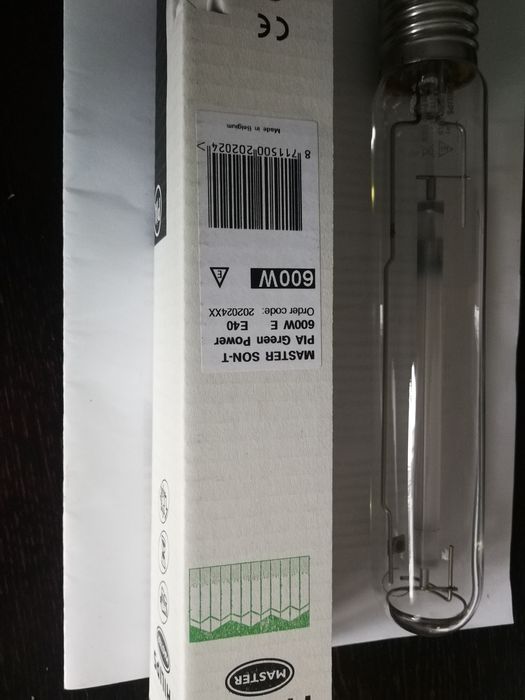 MASTER
MASTER SON-T
PIA Green Power
600W E E40
Order code: 202024XX
600W E
8 711500 202024 >
Made in Belgium
CE